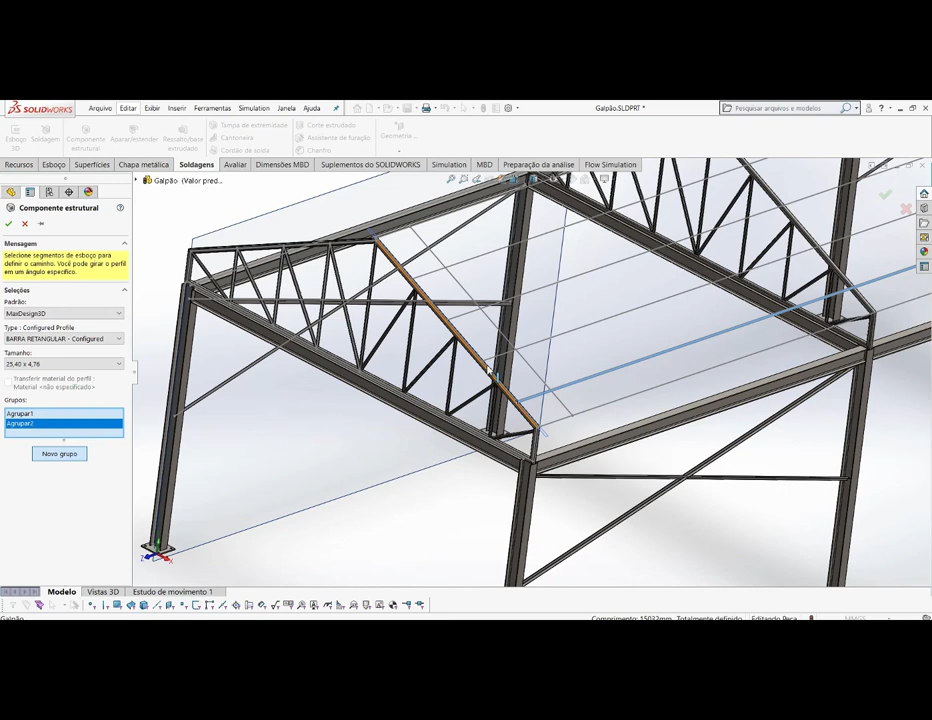 SOLIDWORKS Arquivo Editar Exibir Inserir Ferramentas Simulation Janela Ajuda Galpão.SLDPRT * Pesquisar arquivos e modelos
Esboço 3D Soldagem Componente estrutural Aparar/estender Ressalto/base extrudado Tampa de extremidade Corte extrudado Geometria ...
Cantoneira Assistente de furação
Cordão de solda Chanfro
Recursos Esboço Superfícies Chapa metálica Soldagens Avaliar Dimensões MBD Suplementos do SOLIDWORKS Simulation MBD Preparação da análise Flow Simulation
Galpão (Valor pred...
Componente estrutural
Mensagem
Selecione segmentos de esboço para
definir o caminho. Você pode girar o perfil
em um ângulo específico.
Seleções
Padrão:
MaxDesign3D
Type : Configured Profile
BARRA RETANGULAR - Configured
Tamanho:
25,40 x 4,76
Transferir material do perfil :
Material <não especificado>
Grupos:
Agrupar1
Agrupar2
Novo grupo
Z X
Modelo Vistas 3D Estudo de movimento 1
Galpão Comprimento: 15032mm Totalmente definido Editando Peça MMGS